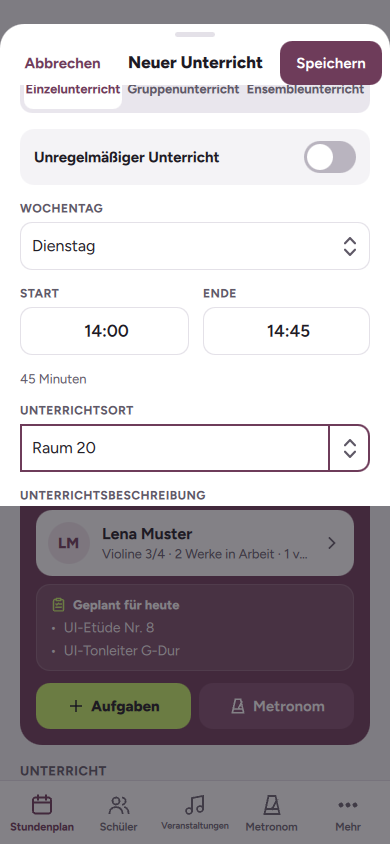 Abbrechen Neuer Unterricht Speichern
Einzelunterricht Gruppenunterricht Ensembleunterricht
Unregelmäßiger Unterricht
WOCHENTAG
Dienstag
START ENDE
14:00 14:45
45 Minuten
UNTERRICHTSORT
Raum 20
UNTERRICHTSBESCHREIBUNG
LM Lena Muster
Violine 3/4 · 2 Werke in Arbeit · 1 v...
Geplant für heute
• UI-Etüde Nr. 8
• UI-Tonleiter G-Dur
+ Aufgaben Metronom
UNTERRICHT
Stundenplan Schüler Veranstaltungen Metronom Mehr